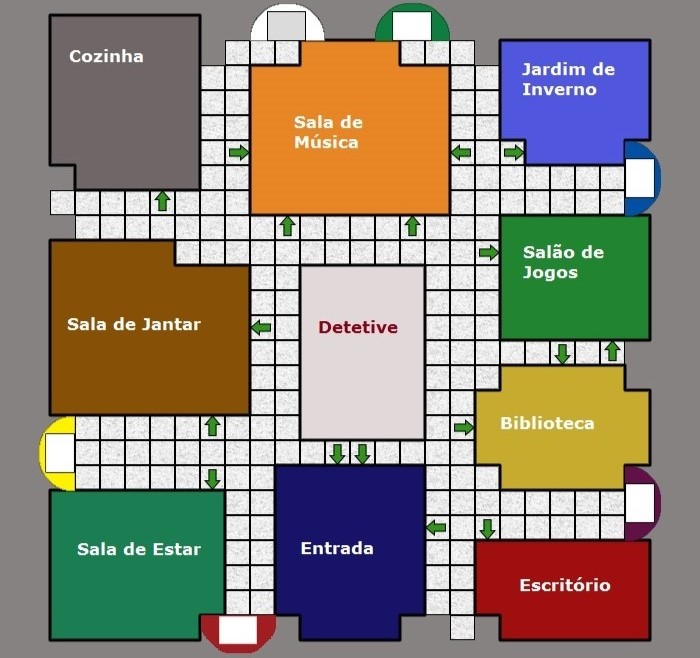 Cozinha
Sala de
Música
Jardim de
Inverno
Salão de
Jogos
Sala de Jantar
Detetive
Biblioteca
Sala de Estar
Entrada
Escritório